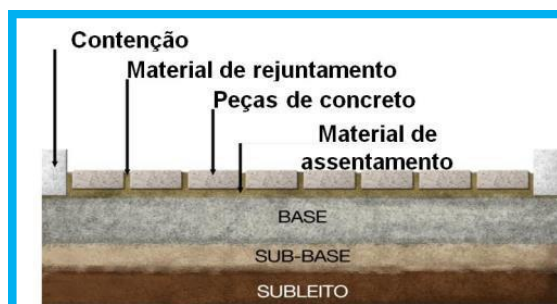 Contenção
Material de rejuntamento
Peças de concreto
Material de
assentamento
BASE
SUB-BASE
SUBLEITO